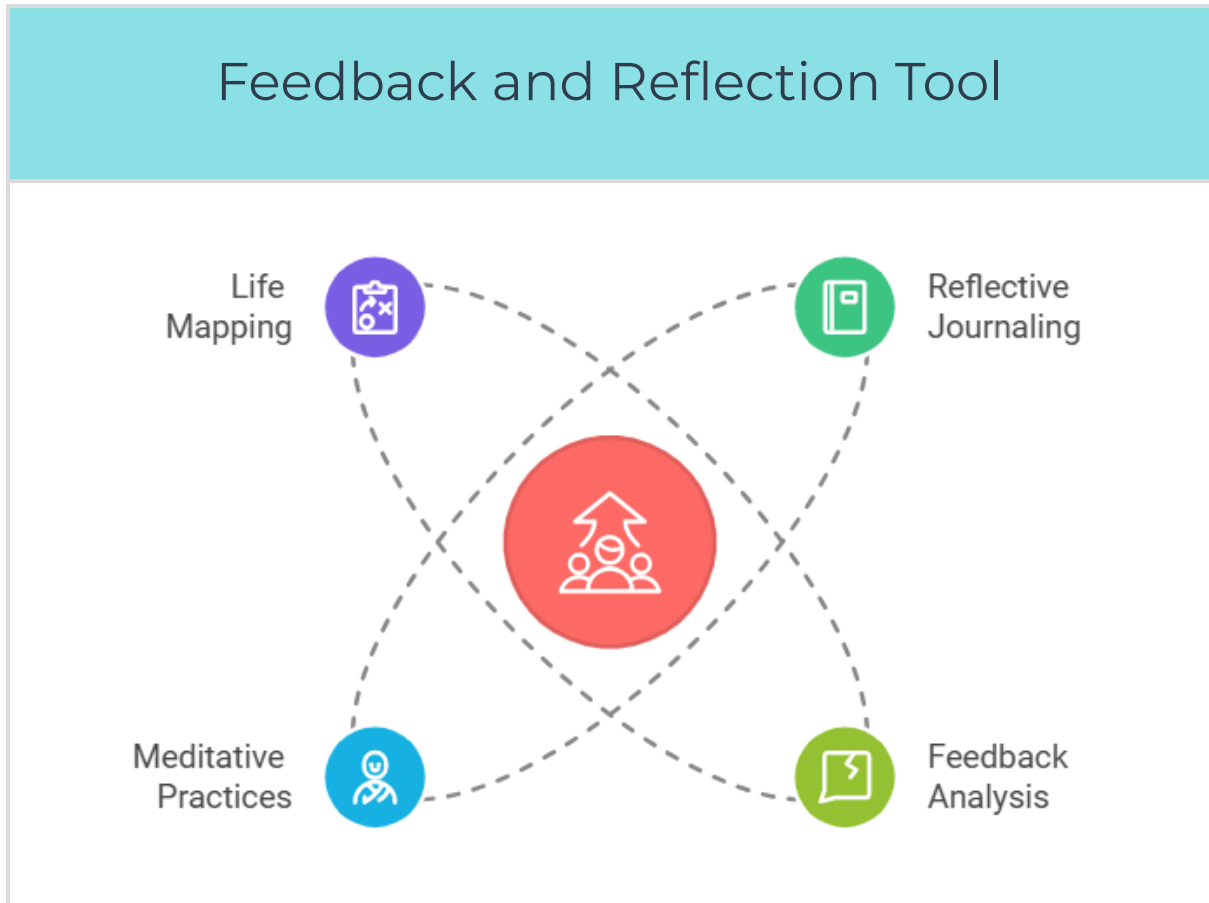 Feedback and Reflection Tool
Life
Mapping
Reflective
Journaling
Meditative
Practices
Feedback
Analysis